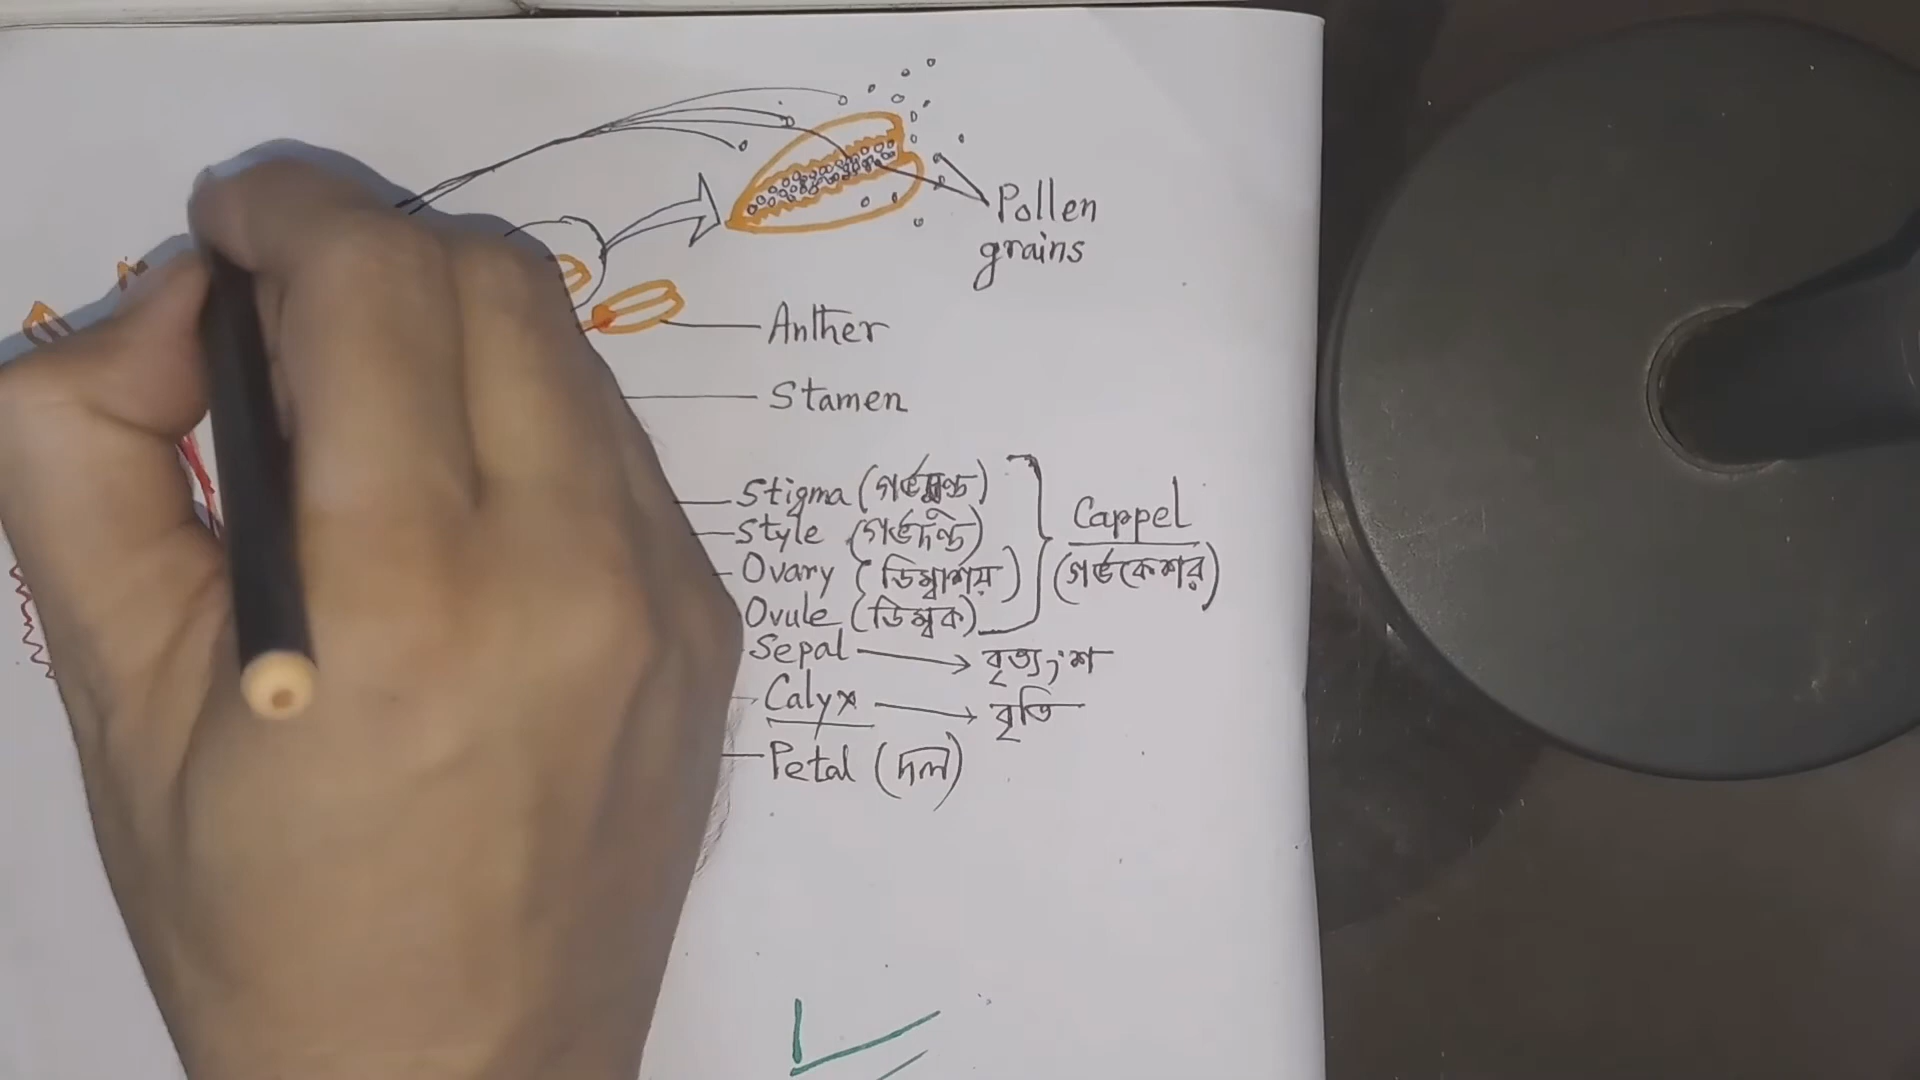 Pollen
grains
Anther
Stamen
Stigma (গর্ভমুন্ড)
Style (গর্ভদন্ড)
Ovary (ডিম্বাশয়)
Ovule (ডিম্বক)
Cappel
(গর্ভকেশর)
Sepal → বৃত্যংশ
Calyx → বৃতি
Petal (দল)